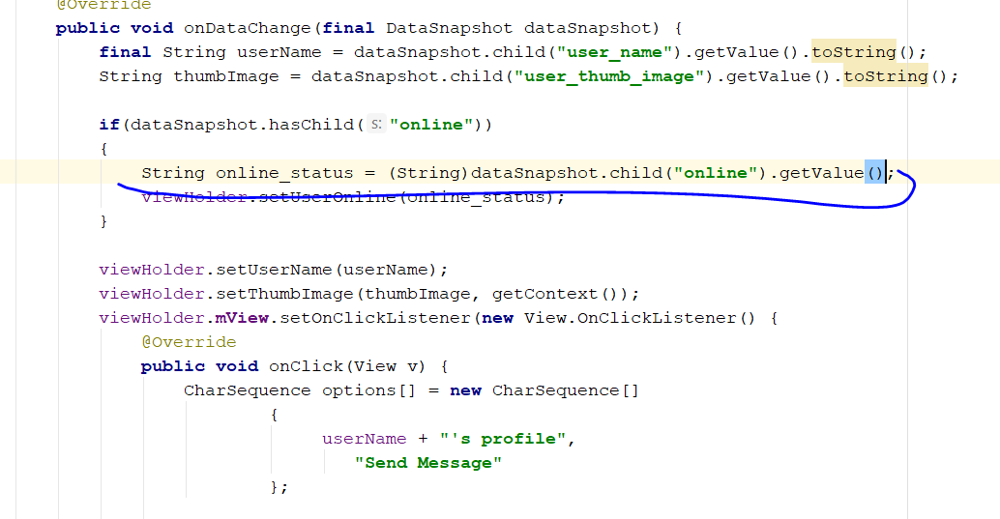 @Override
public void onDataChange(final DataSnapshot dataSnapshot) {
final String userName = dataSnapshot.child("user_name").getValue().toString();
String thumbImage = dataSnapshot.child("user_thumb_image").getValue().toString();
if(dataSnapshot.hasChild( s: "online"))
{
String online_status = (String)dataSnapshot.child("online").getValue();
viewHolder.setUserOnline(online_status);
}
viewHolder.setUserName(userName);
viewHolder.setThumbImage(thumbImage, getContext());
viewHolder.mView.setOnClickListener(new View.OnClickListener() {
@Override
public void onClick(View v) {
CharSequence options[] = new CharSequence[]
{
userName + "'s profile",
"Send Message"
};